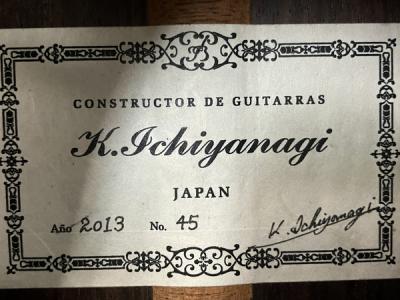 CONSTRUCTOR DE GUITARRAS
K. Ichiyanagi
JAPAN
Año 2013 No. 45
K. Ichiyanagi